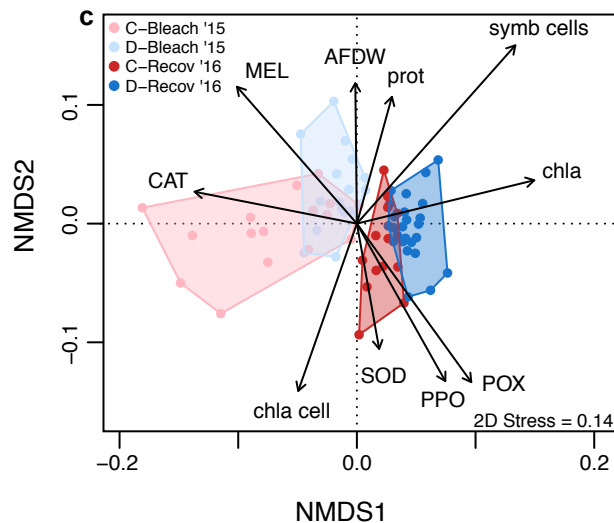 c
C-Bleach '15
D-Bleach '15
C-Recov '16
D-Recov '16
symb cells
AFDW
prot
MEL
chla
CAT
SOD
POX
PPO
chla cell
2D Stress = 0.14
0.1
0.0
−0.1
NMDS2
−0.2
0.0
0.2
NMDS1